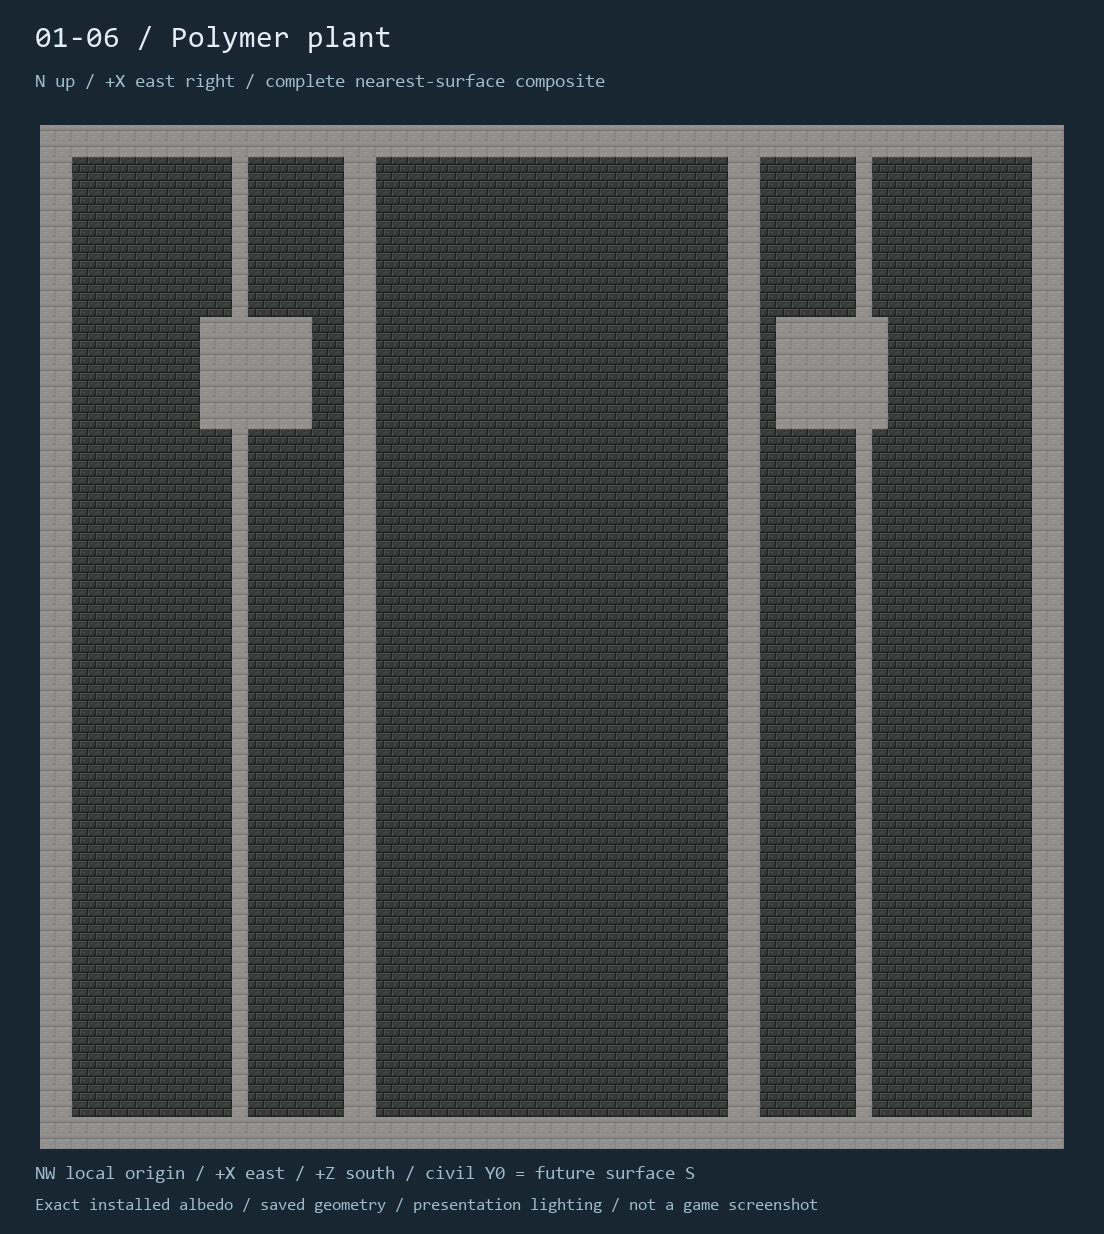 01-06 / Polymer plant
N up / +X east right / complete nearest-surface composite
NW local origin / +X east / +Z south / civil Y0 = future surface S
Exact installed albedo / saved geometry / presentation lighting / not a game screenshot